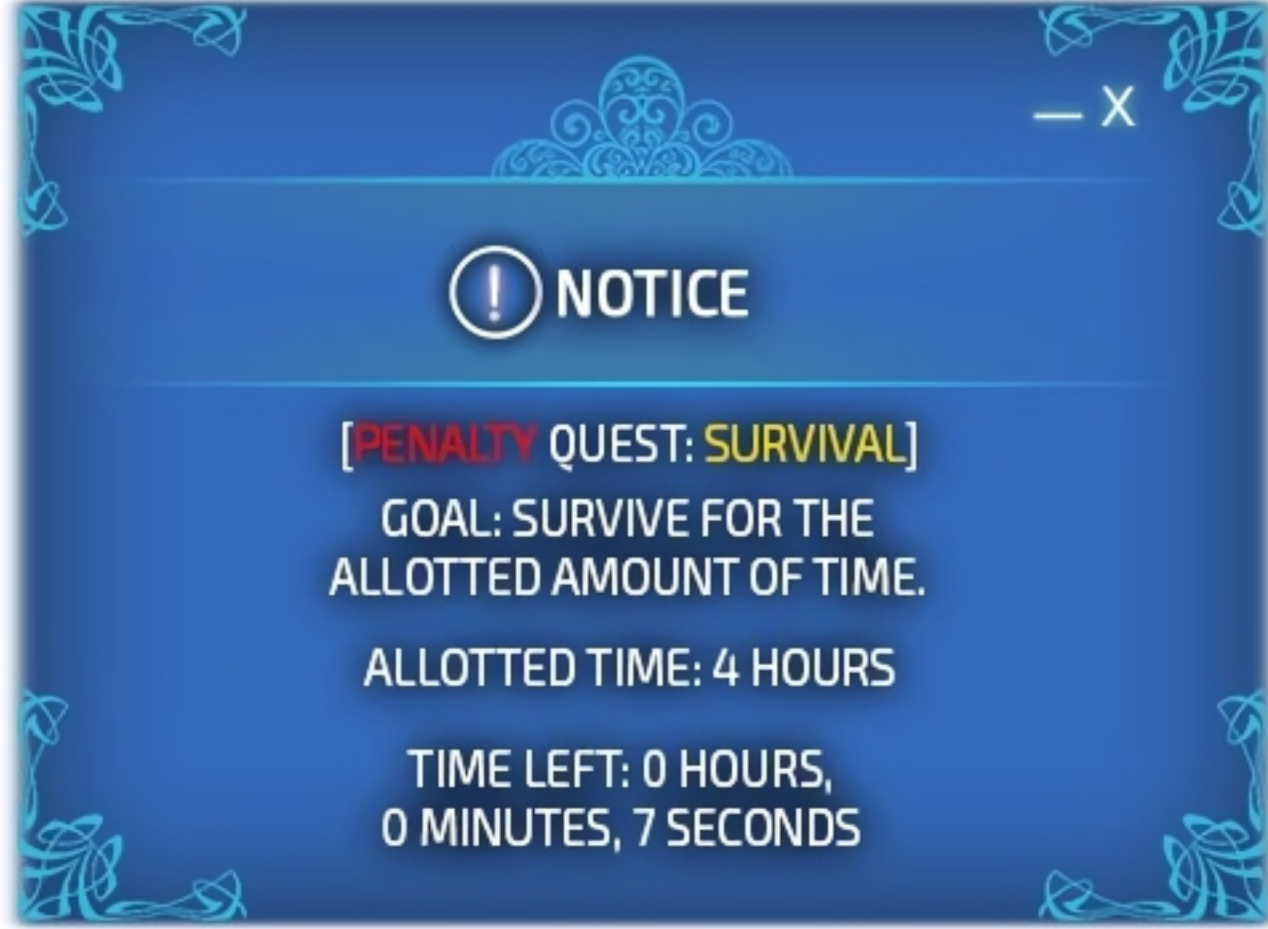 — X
! NOTICE
[PENALTY QUEST: SURVIVAL]
GOAL: SURVIVE FOR THE
ALLOTTED AMOUNT OF TIME.
ALLOTTED TIME: 4 HOURS
TIME LEFT: 0 HOURS,
0 MINUTES, 7 SECONDS